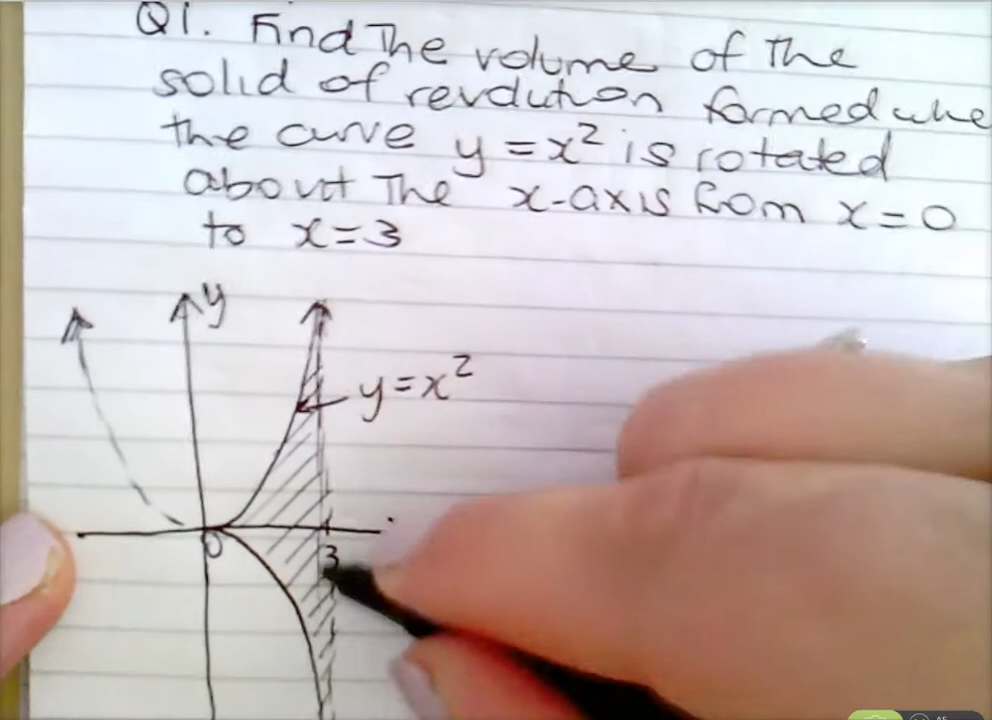 Q1. Find The volume of the
solid of revolution formed whe
the curve y = x² is rotated
about The x-axis from x = 0
to x = 3
y
y = x²
0
3